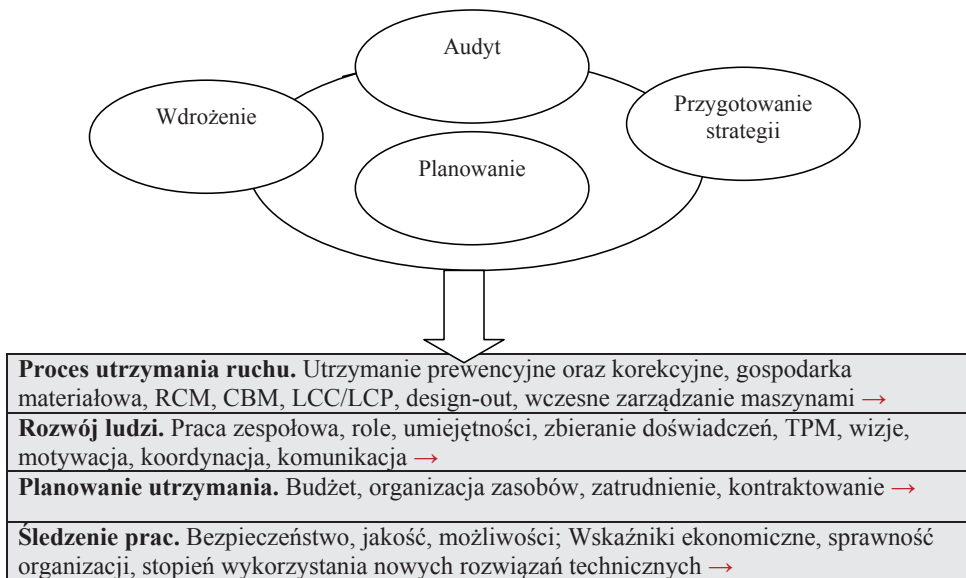 Audyt
Wdrożenie
Przygotowanie
strategii
Planowanie
Proces utrzymania ruchu. Utrzymanie prewencyjne oraz korekcyjne, gospodarka
materiałowa, RCM, CBM, LCC/LCP, design-out, wczesne zarządzanie maszynami →
Rozwój ludzi. Praca zespołowa, role, umiejętności, zbieranie doświadczeń, TPM, wizje,
motywacja, koordynacja, komunikacja →
Planowanie utrzymania. Budżet, organizacja zasobów, zatrudnienie, kontraktowanie →
Śledzenie prac. Bezpieczeństwo, jakość, możliwości; Wskaźniki ekonomiczne, sprawność
organizacji, stopień wykorzystania nowych rozwiązań technicznych →